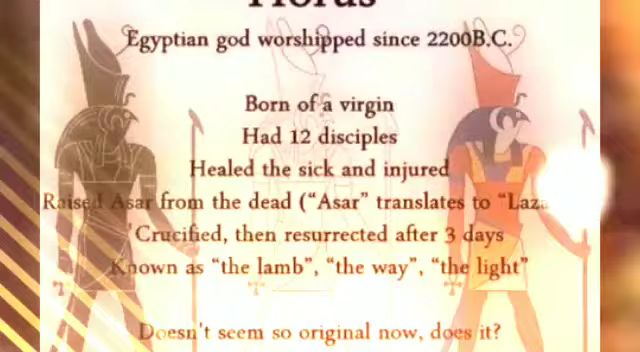 Horus
Egyptian god worshipped since 2200B.C.
Born of a virgin
Had 12 disciples
Healed the sick and injured
Raised Asar from the dead ("Asar" translates to "Laza
Crucified, then resurrected after 3 days
Known as "the lamb", "the way", "the light"
Doesn't seem so original now, does it?